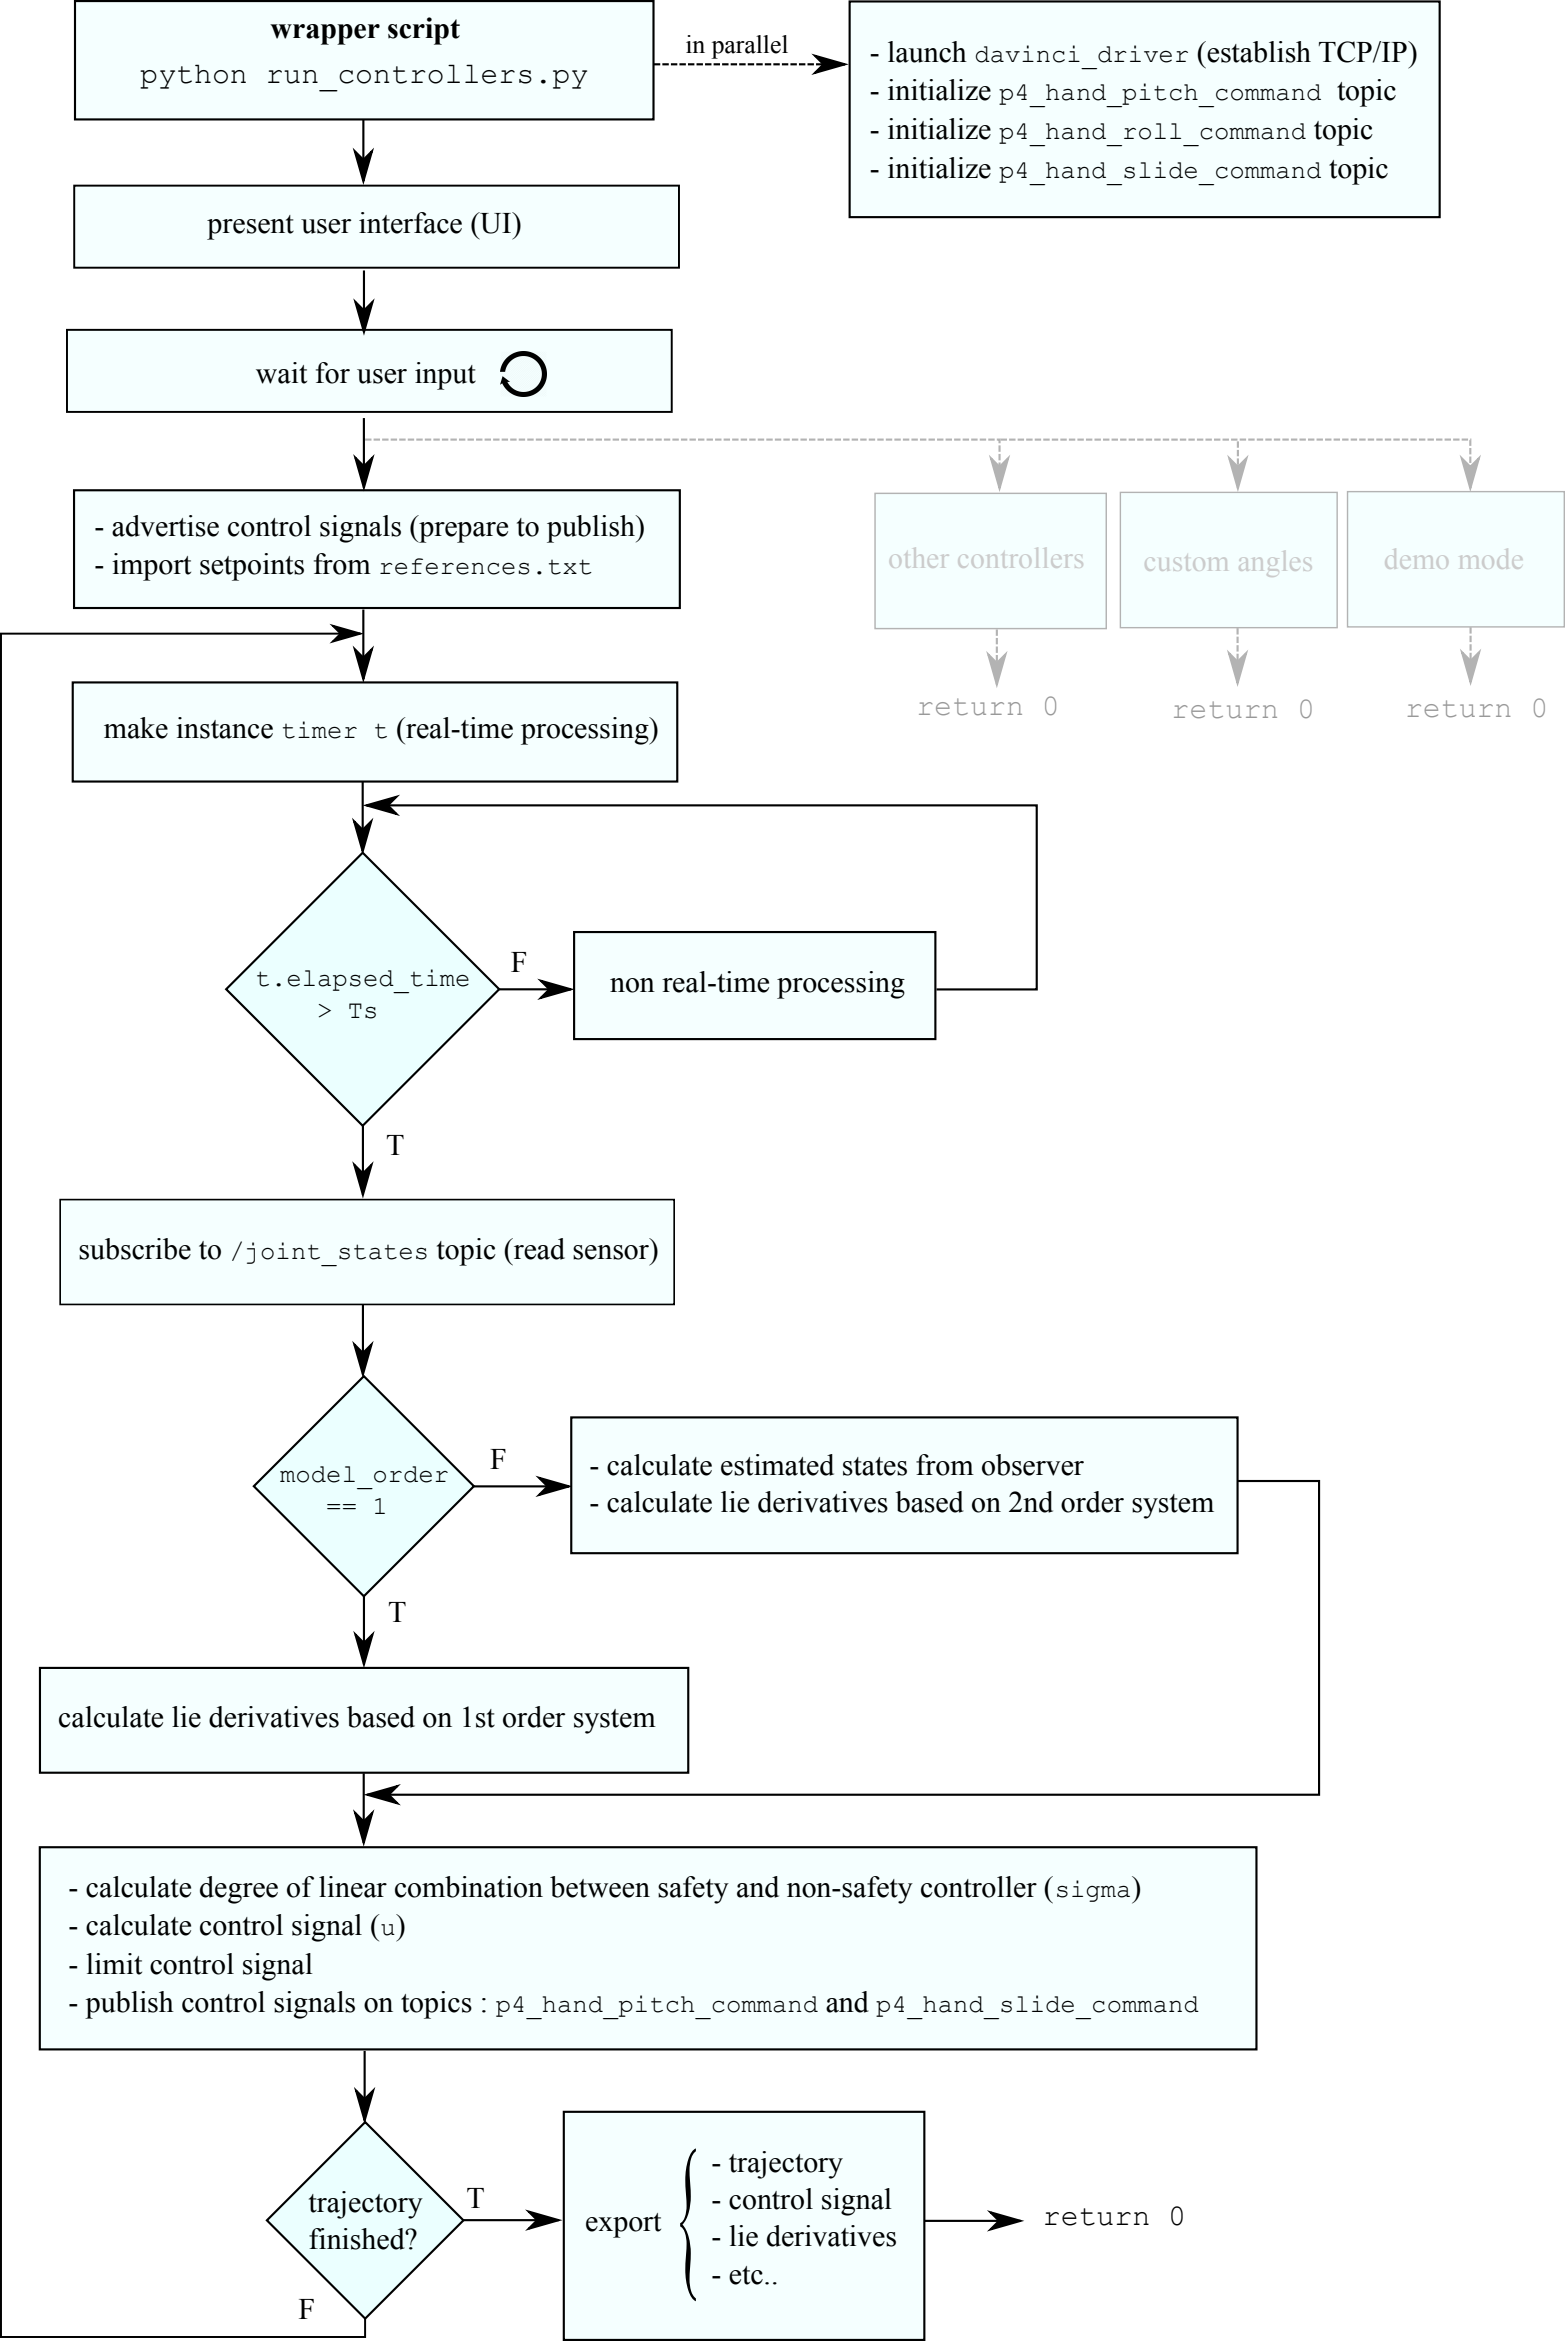 wrapper script
python run_controllers.py
in parallel
- launch davinci_driver (establish TCP/IP)
- initialize p4_hand_pitch_command topic
- initialize p4_hand_roll_command topic
- initialize p4_hand_slide_command topic
present user interface (UI)
wait for user input
- advertise control signals (prepare to publish)
- import setpoints from references.txt
other controllers
custom angles
demo mode
return 0
return 0
return 0
make instance timer t (real-time processing)
t.elapsed_time
> Ts
F
non real-time processing
T
subscribe to /joint_states topic (read sensor)
model_order
== 1
F
- calculate estimated states from observer
- calculate lie derivatives based on 2nd order system
T
calculate lie derivatives based on 1st order system
- calculate degree of linear combination between safety and non-safety controller (sigma)
- calculate control signal (u)
- limit control signal
- publish control signals on topics : p4_hand_pitch_command and p4_hand_slide_command
trajectory
finished?
T
export
- trajectory
- control signal
- lie derivatives
- etc..
return 0
F